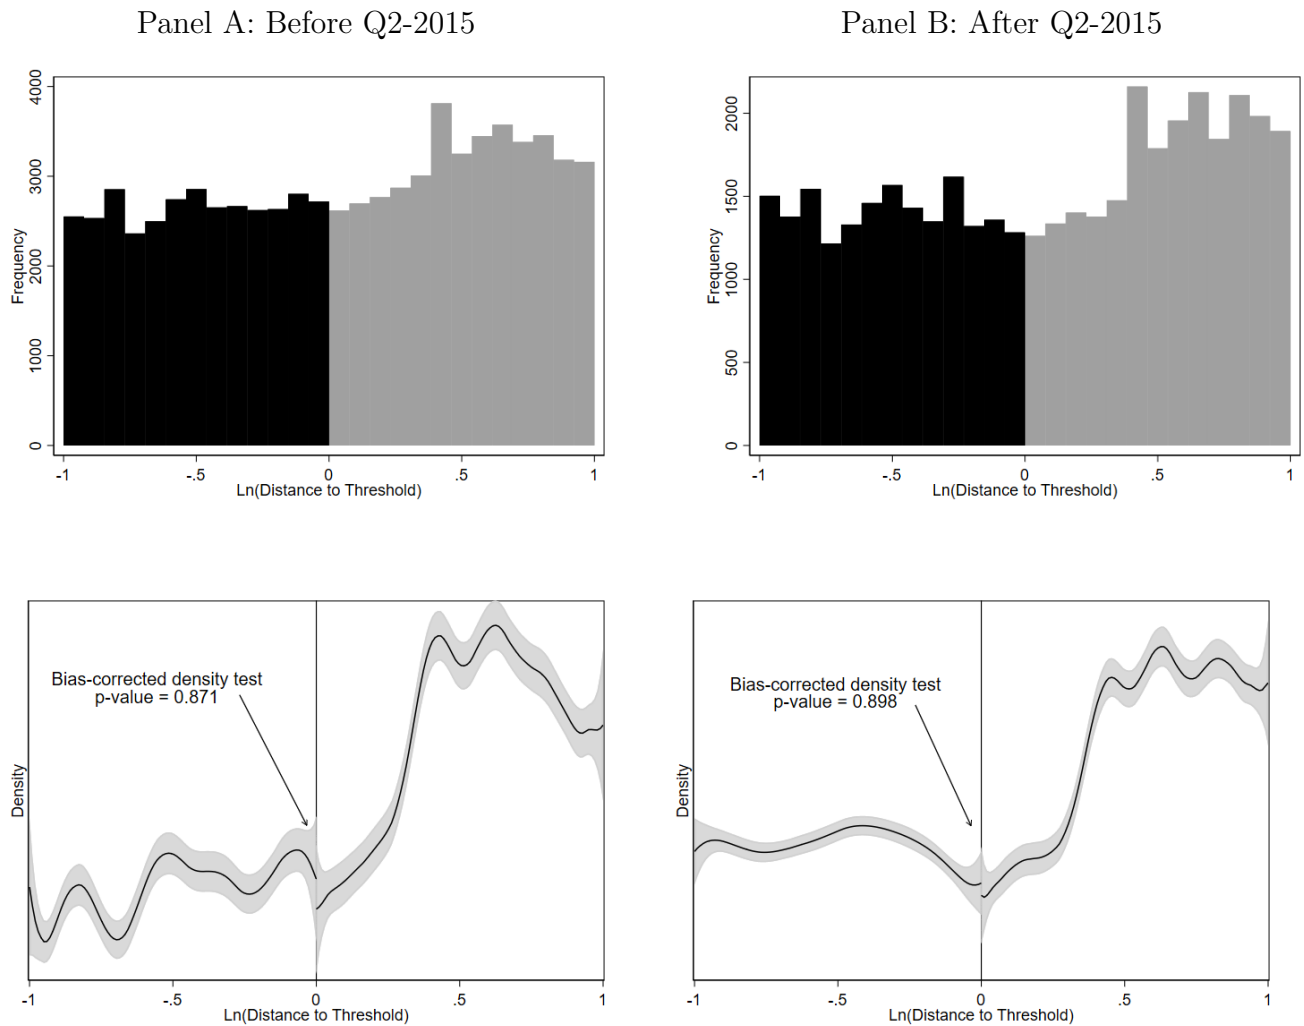 Panel A: Before Q2-2015
Panel B: After Q2-2015
Frequency
4000
3000
2000
1000
0
-1
-.5
0
.5
1
Ln(Distance to Threshold)
Frequency
2000
1500
1000
500
0
-1
-.5
0
.5
1
Ln(Distance to Threshold)
Bias-corrected density test
p-value = 0.871
Density
-1
-.5
0
.5
1
Ln(Distance to Threshold)
Bias-corrected density test
p-value = 0.898
Density
-1
-.5
0
.5
1
Ln(Distance to Threshold)